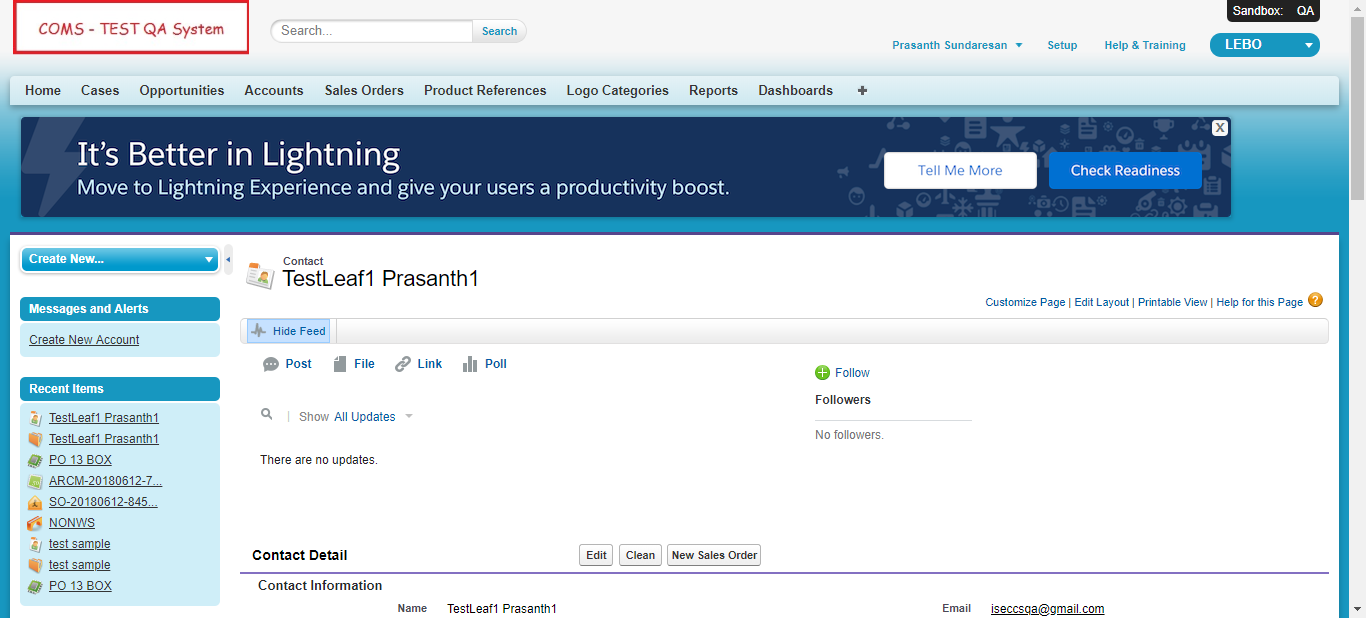 COMS - TEST QA System
Search...
Search
Sandbox: QA
Prasanth Sundaresan
Setup
Help & Training
LEBO
Home Cases Opportunities Accounts Sales Orders Product References Logo Categories Reports Dashboards +
It's Better in Lightning
Move to Lightning Experience and give your users a productivity boost.
Tell Me More
Check Readiness
X
Create New...
Messages and Alerts
Create New Account
Recent Items
TestLeaf1 Prasanth1
TestLeaf1 Prasanth1
PO 13 BOX
ARCM-20180612-7...
SO-20180612-845...
NONWS
test sample
test sample
PO 13 BOX
Contact
TestLeaf1 Prasanth1
Customize Page | Edit Layout | Printable View | Help for this Page ?
Hide Feed
Post File Link Poll
Show All Updates
There are no updates.
Follow
Followers
No followers.
Contact Detail
Edit Clean New Sales Order
Contact Information
Name TestLeaf1 Prasanth1
Email iseccsqa@gmail.com